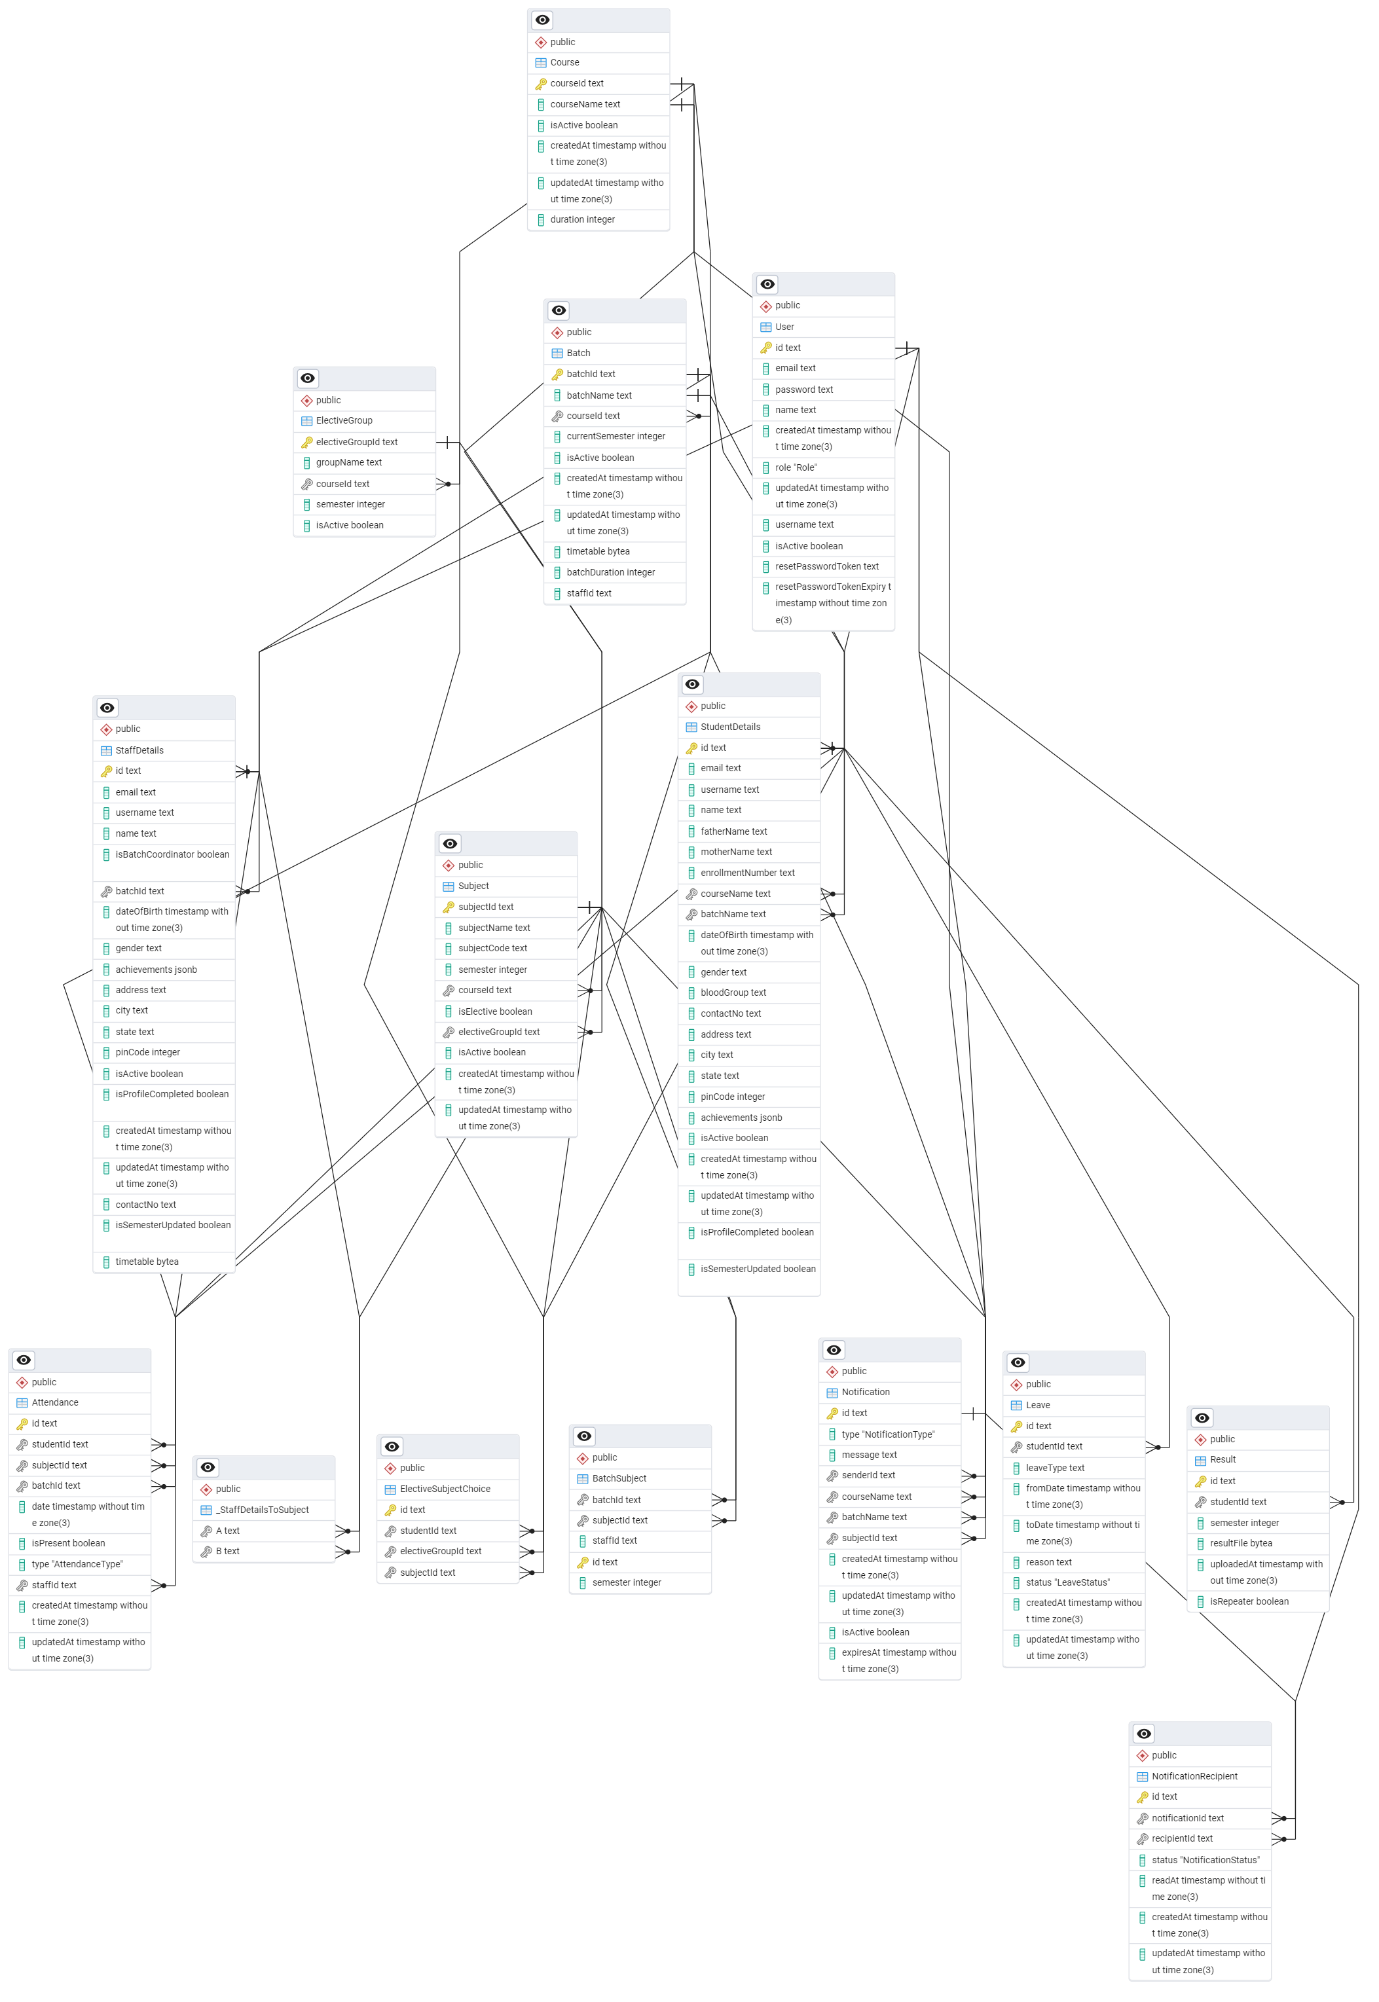 public
Course
courseId text
courseName text
isActive boolean
createdAt timestamp withou
t time zone(3)
updatedAt timestamp witho
ut time zone(3)
duration integer
public
User
id text
email text
password text
name text
createdAt timestamp withou
t time zone(3)
role "Role"
updatedAt timestamp witho
ut time zone(3)
username text
isActive boolean
resetPasswordToken text
resetPasswordTokenExpiry t
imestamp without time zon
e(3)
public
Batch
batchId text
batchName text
courseId text
currentSemester integer
isActive boolean
createdAt timestamp withou
t time zone(3)
updatedAt timestamp witho
ut time zone(3)
timetable bytea
batchDuration integer
staffId text
public
ElectiveGroup
electiveGroupId text
groupName text
courseId text
semester integer
isActive boolean
public
StaffDetails
id text
email text
username text
name text
isBatchCoordinator boolean
batchId text
dateOfBirth timestamp with
out time zone(3)
gender text
achievements jsonb
address text
city text
state text
pinCode integer
isActive boolean
isProfileCompleted boolean
createdAt timestamp withou
t time zone(3)
updatedAt timestamp witho
ut time zone(3)
contactNo text
isSemesterUpdated boolean
timetable bytea
public
Subject
subjectId text
subjectName text
subjectCode text
semester integer
courseId text
isElective boolean
electiveGroupId text
isActive boolean
createdAt timestamp withou
t time zone(3)
updatedAt timestamp witho
ut time zone(3)
public
StudentDetails
id text
email text
username text
name text
fatherName text
motherName text
enrollmentNumber text
courseName text
batchName text
dateOfBirth timestamp with
out time zone(3)
gender text
bloodGroup text
contactNo text
address text
city text
state text
pinCode integer
achievements jsonb
isActive boolean
createdAt timestamp withou
t time zone(3)
updatedAt timestamp witho
ut time zone(3)
isProfileCompleted boolean
isSemesterUpdated boolean
public
Attendance
id text
studentId text
subjectId text
batchId text
date timestamp without tim
e zone(3)
isPresent boolean
type "AttendanceType"
staffId text
createdAt timestamp withou
t time zone(3)
updatedAt timestamp witho
ut time zone(3)
public
_StaffDetailsToSubject
A text
B text
public
ElectiveSubjectChoice
id text
studentId text
electiveGroupId text
subjectId text
public
BatchSubject
batchId text
subjectId text
staffId text
id text
semester integer
public
Notification
id text
type "NotificationType"
message text
senderId text
courseName text
batchName text
subjectId text
createdAt timestamp withou
t time zone(3)
updatedAt timestamp witho
ut time zone(3)
isActive boolean
expiresAt timestamp withou
t time zone(3)
public
Leave
id text
studentId text
leaveType text
fromDate timestamp withou
t time zone(3)
toDate timestamp without ti
me zone(3)
reason text
status "LeaveStatus"
createdAt timestamp withou
t time zone(3)
updatedAt timestamp witho
ut time zone(3)
public
Result
id text
studentId text
semester integer
resultFile bytea
uploadedAt timestamp with
out time zone(3)
isRepeater boolean
public
NotificationRecipient
id text
notificationId text
recipientId text
status "NotificationStatus"
readAt timestamp without ti
me zone(3)
createdAt timestamp withou
t time zone(3)
updatedAt timestamp witho
ut time zone(3)